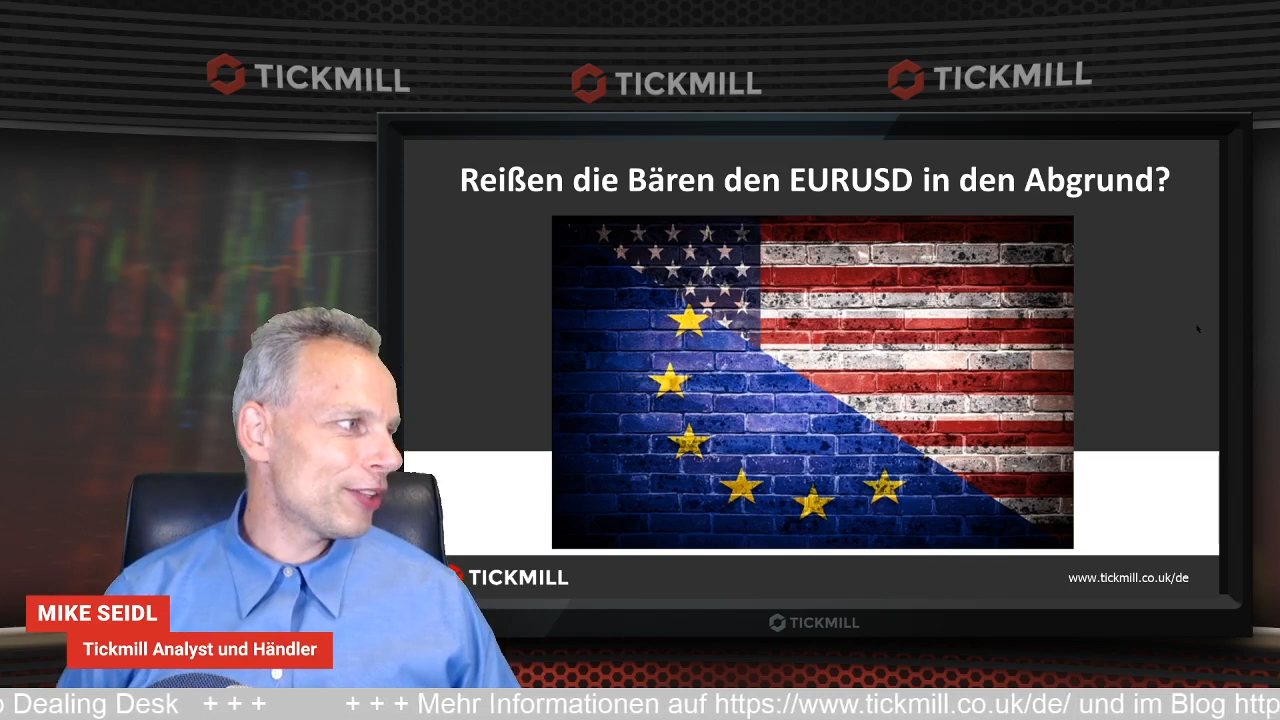 TICKMILL
TICKMILL
TICKMILL
Reißen die Bären den EURUSD in den Abgrund?
TICKMILL
www.tickmill.co.uk/de
TICKMILL
MIKE SEIDL
Tickmill Analyst und Händler
Dealing Desk +++ +++ Mehr Informationen auf https://www.tickmill.co.uk/de/ und im Blog http